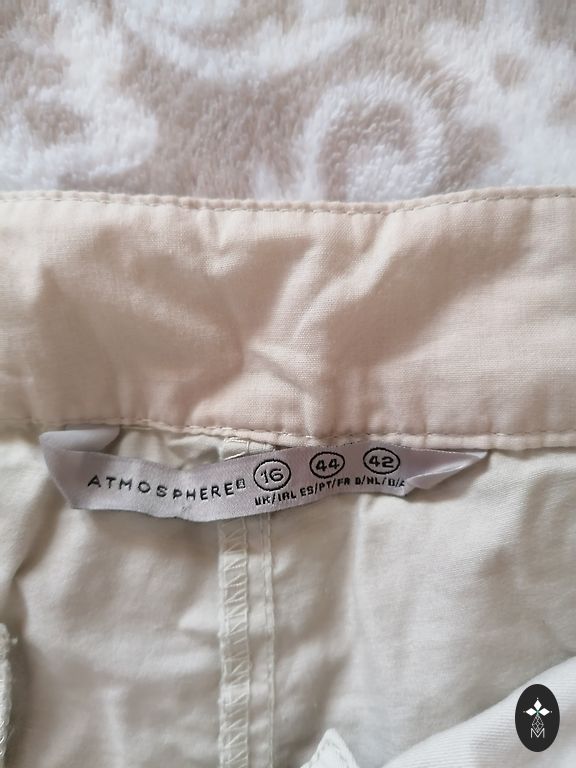 ATMOSPHERE® 16 44 42
UK/IRL ES/PT/FR D/NL/B/A
M